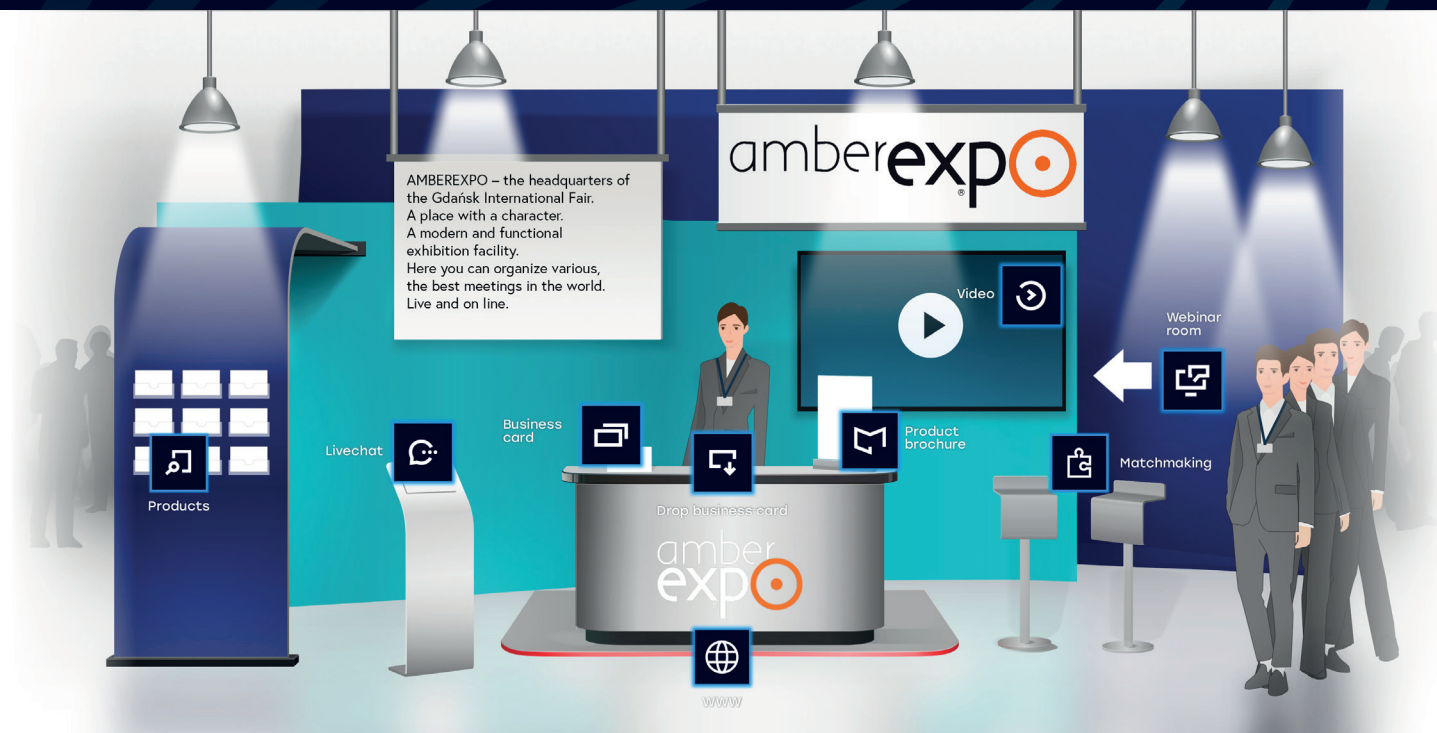 AMBEREXPO – the headquarters of
the Gdańsk International Fair.
A place with a character.
A modern and functional
exhibition facility.
Here you can organize various,
the best meetings in the world.
Live and on line.
amberexpo
®
Video
Webinar
room
Business
card
Product
brochure
Livechat
Matchmaking
Products
Drop business card
amber
expo
www